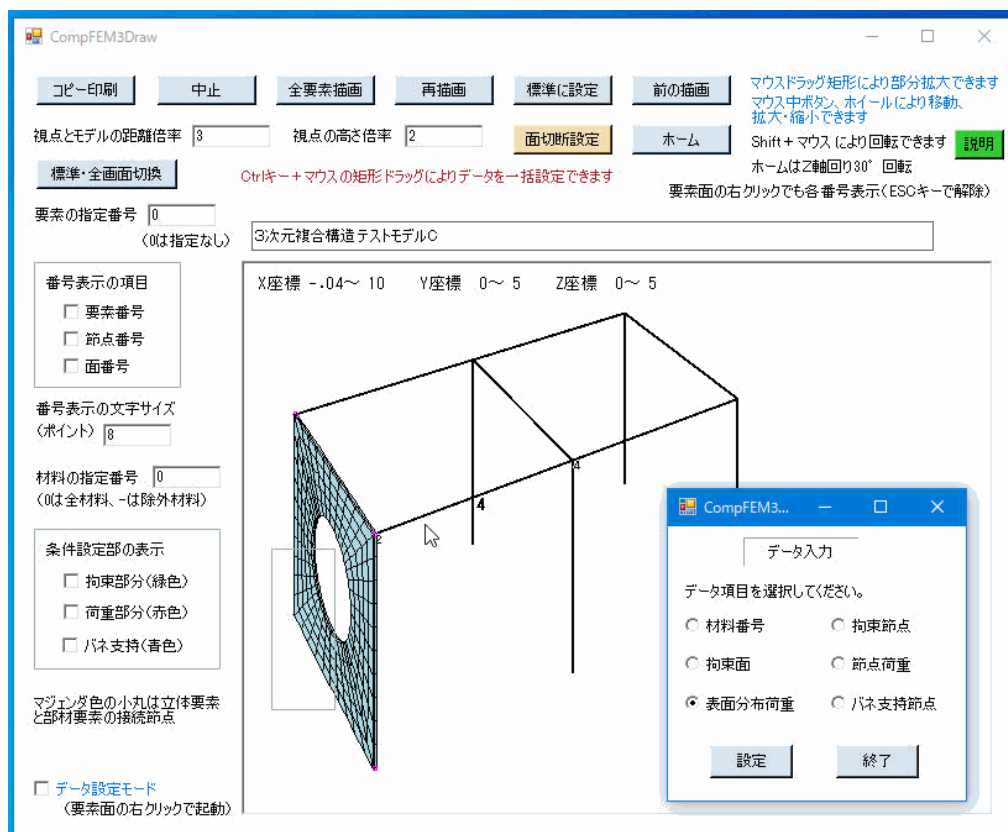 CompFEM3Draw
コピー印刷
中止
全要素描画
再描画
標準に設定
前の描画
マウスドラッグ矩形により部分拡大できます
マウス中ボタン、ホイールにより移動、
拡大・縮小できます
視点とモデルの距離倍率 3
視点の高さ倍率 2
面切断設定
ホーム
Shift+マウス により回転できます
説明
標準・全画面切換
Ctrlキー+マウスの矩形ドラッグによりデータを一括設定できます
ホームはZ軸回り30° 回転
要素面の右クリックでも各番号表示(ESCキーで解除)
要素の指定番号 0
(0は指定なし)
3次元複合構造テストモデルC
番号表示の項目
要素番号
節点番号
面番号
X座標 -.04~ 10 Y座標 0~ 5 Z座標 0~ 5
番号表示の文字サイズ
(ポイント) 8
材料の指定番号 0
(0は全材料、-は除外材料)
条件設定部の表示
拘束部分(緑色)
荷重部分(赤色)
バネ支持(青色)
マジェンダ色の小丸は立体要素
と部材要素の接続節点
データ設定モード
(要素面の右クリックで起動)
4
4
2
CompFEM3...
データ入力
データ項目を選択してください。
材料番号
拘束節点
拘束面
節点荷重
表面分布荷重
バネ支持節点
設定
終了